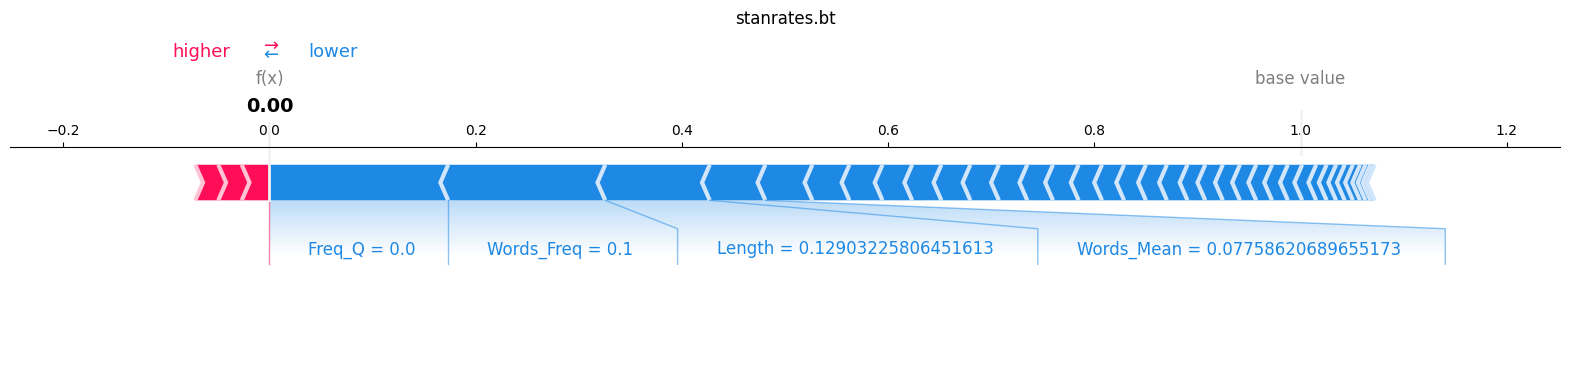 stanrates.bt
higher ⇄ lower
f(x) base value
0.00
−0.2 0.0 0.2 0.4 0.6 0.8 1.0 1.2
Freq_Q = 0.0 Words_Freq = 0.1 Length = 0.12903225806451613 Words_Mean = 0.07758620689655173